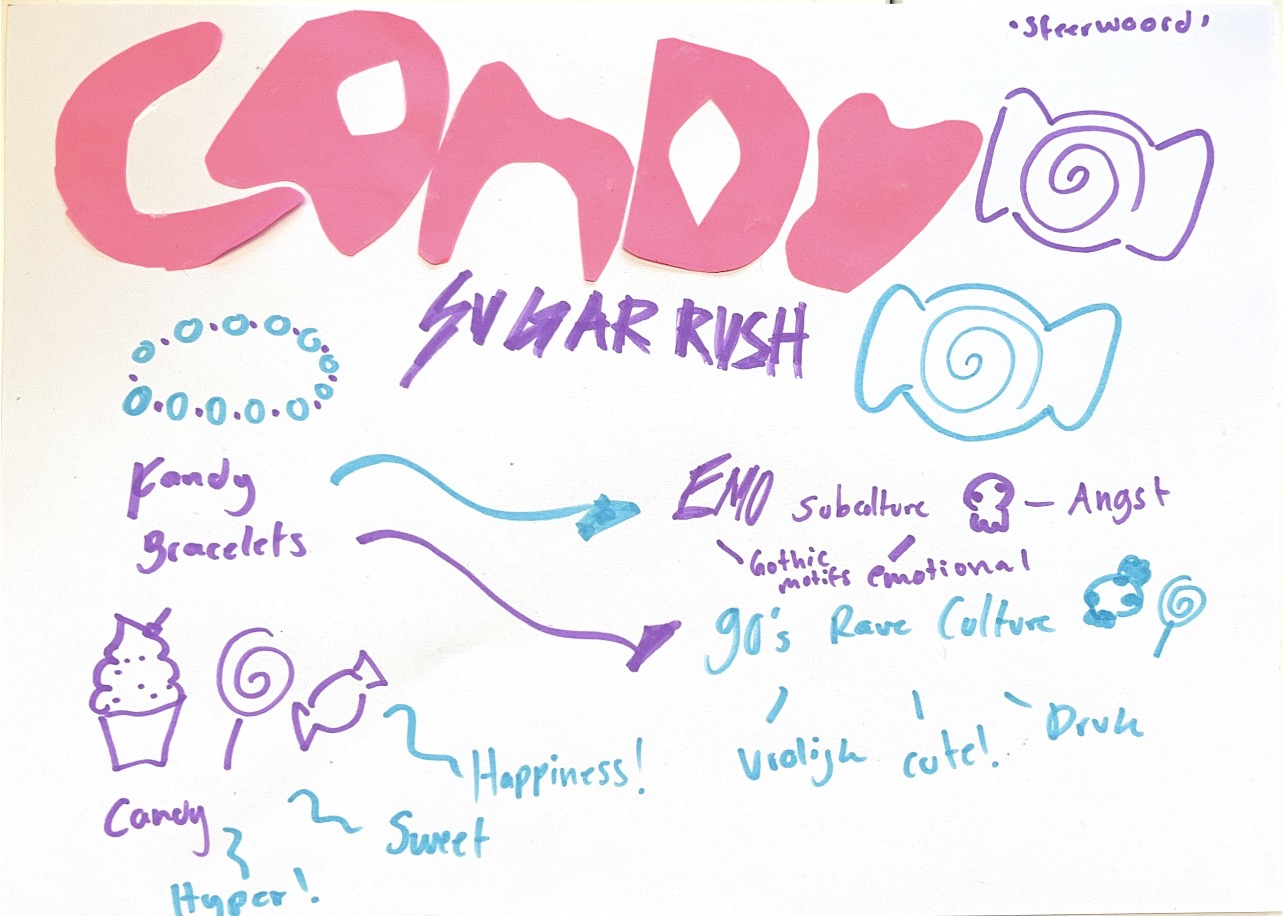 •Sfeerwoord'
CANDY
SUGAR RUSH
Kandy
Bracelets
EMO subculture — Angst
Gothic
motifs
emotional
90's Rave Culture
Vrolijk
cute!
Druk
Happiness!
Candy
Sweet
Hyper!